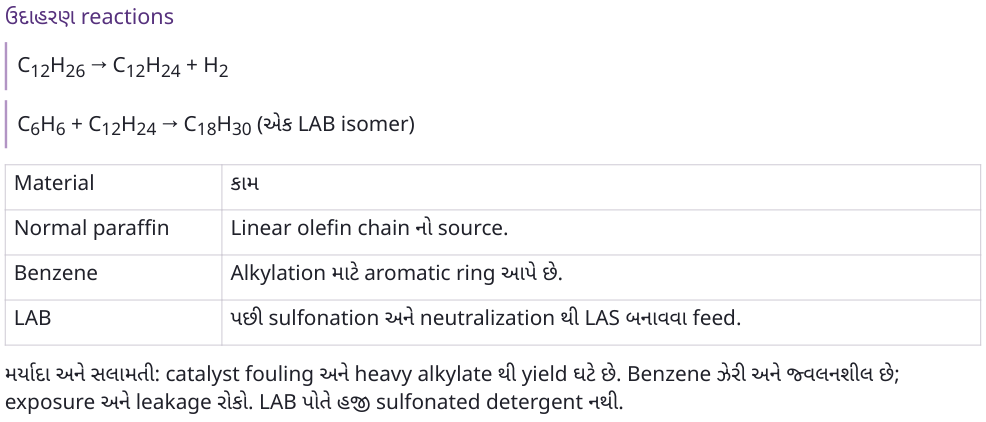 ઉદાહરણ reactions
C₁₂H₂₆ → C₁₂H₂₄ + H₂
C₆H₆ + C₁₂H₂₄ → C₁₈H₃₀ (એક LAB isomer)
Material કામ
Normal paraffin Linear olefin chain નો source.
Benzene Alkylation માટે aromatic ring આપે છે.
LAB પછી sulfonation અને neutralization થી LAS બનાવવા feed.
મર્યાદા અને સલામતી: catalyst fouling અને heavy alkylate થી yield ઘટે છે. Benzene ઝેરી અને જ્વલનશીલ છે;
exposure અને leakage રોકો. LAB પોતે હજી sulfonated detergent નથી.